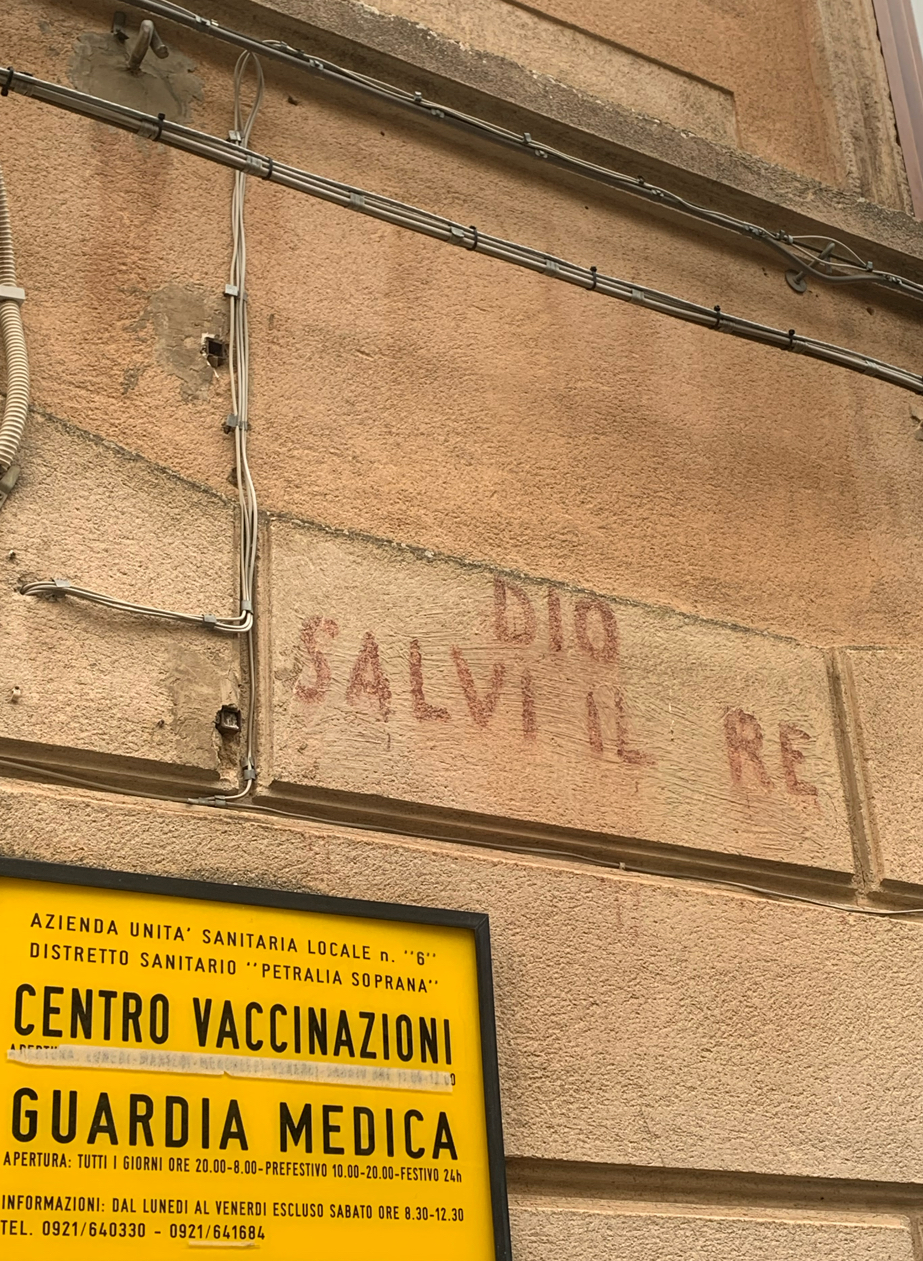 DIO
SALVI IL RE
AZIENDA UNITA' SANITARIA LOCALE n. ''6''
DISTRETTO SANITARIO ''PETRALIA SOPRANA''
CENTRO VACCINAZIONI
GUARDIA MEDICA
APERTURA: TUTTI I GIORNI ORE 20.00-8.00-PREFESTIVO 10.00-20.00-FESTIVO 24h
INFORMAZIONI: DAL LUNEDI AL VENERDI ESCLUSO SABATO ORE 8.30-12.30
TEL. 0921/640330 - 0921/641684